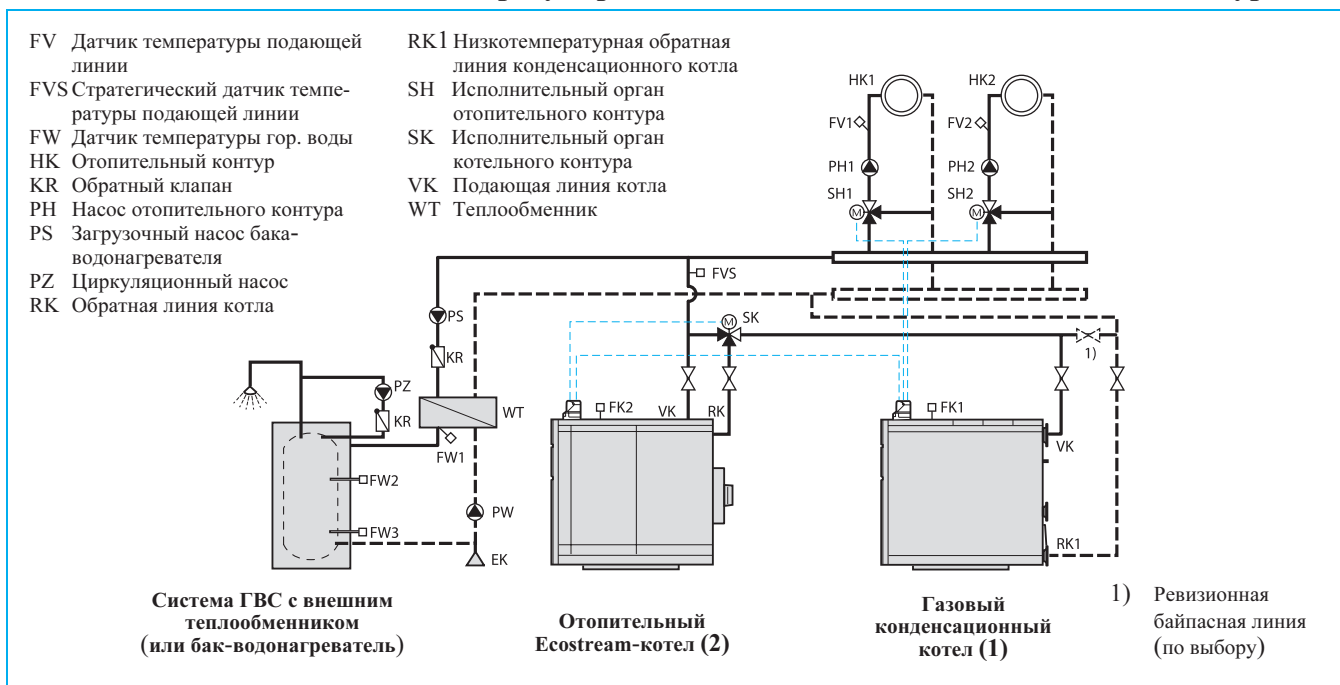 FV Датчик температуры подающей
линии
FVS Стратегический датчик темпе-
ратуры подающей линии
FW Датчик температуры гор. воды
HK Отопительный контур
KR Обратный клапан
PH Насос отопительного контура
PS Загрузочный насос бака-
водонагревателя
PZ Циркуляционный насос
RK Обратная линия котла
RK1 Низкотемпературная обратная
линия конденсационного котла
SH Исполнительный орган
отопительного контура
SK Исполнительный орган
котельного контура
VK Подающая линия котла
WT Теплообменник
HK1
HK2
FV1
FV2
PH1
PH2
SH1
SH2
M
M
FVS
M
SK
PS
KR
1)
PZ
KR
WT
FK2
VK
RK
FK1
VK
FW1
FW2
FW3
PW
EK
RK1
Система ГВС с внешним
теплообменником
(или бак-водонагреватель)
Отопительный
Ecostream-котел (2)
Газовый
конденсационный
котел (1)
1) Ревизионная
байпасная линия
(по выбору)